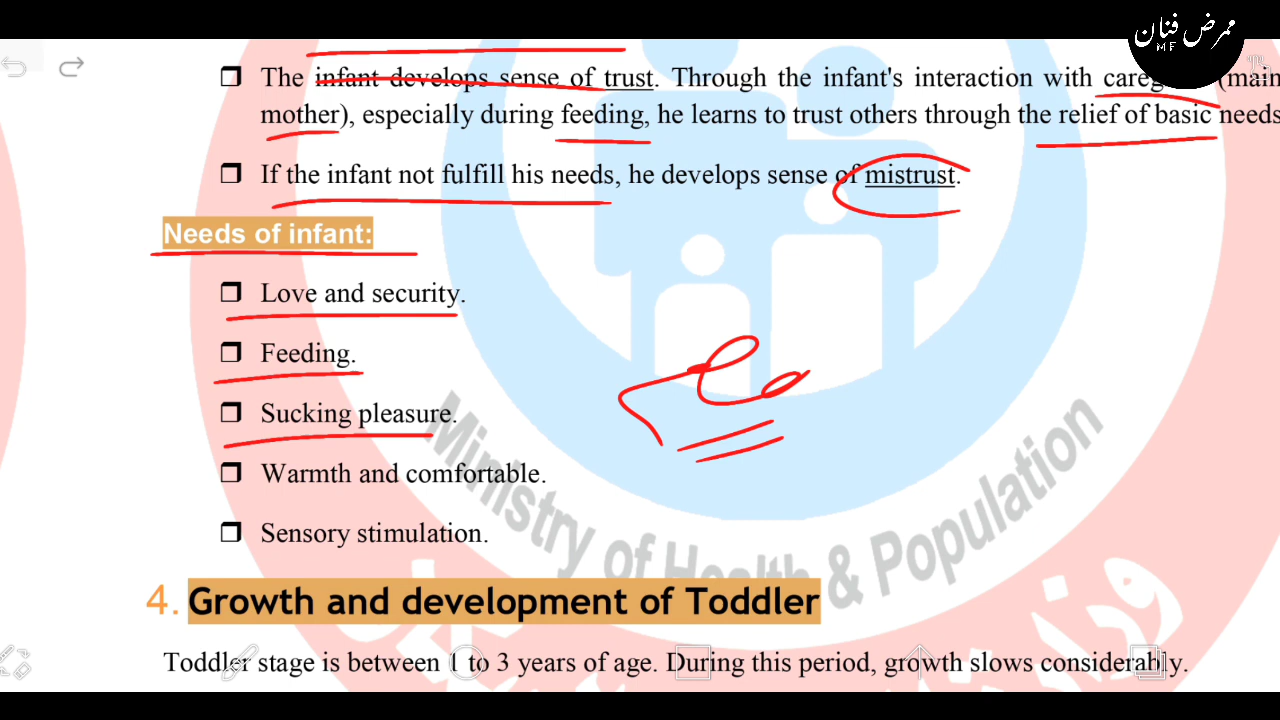 ممرض فنان
MF
The infant develops sense of trust. Through the infant's interaction with (main
mother), especially during feeding, he learns to trust others through the relief of basic needs
If the infant not fulfill his needs, he develops sense of mistrust.
Needs of infant:
Love and security.
Feeding.
Sucking pleasure.
Warmth and comfortable.
Sensory stimulation.
Ministry of Health & Population
4. Growth and development of Toddler
Toddler stage is between 1 to 3 years of age. During this period, growth slows considerably.